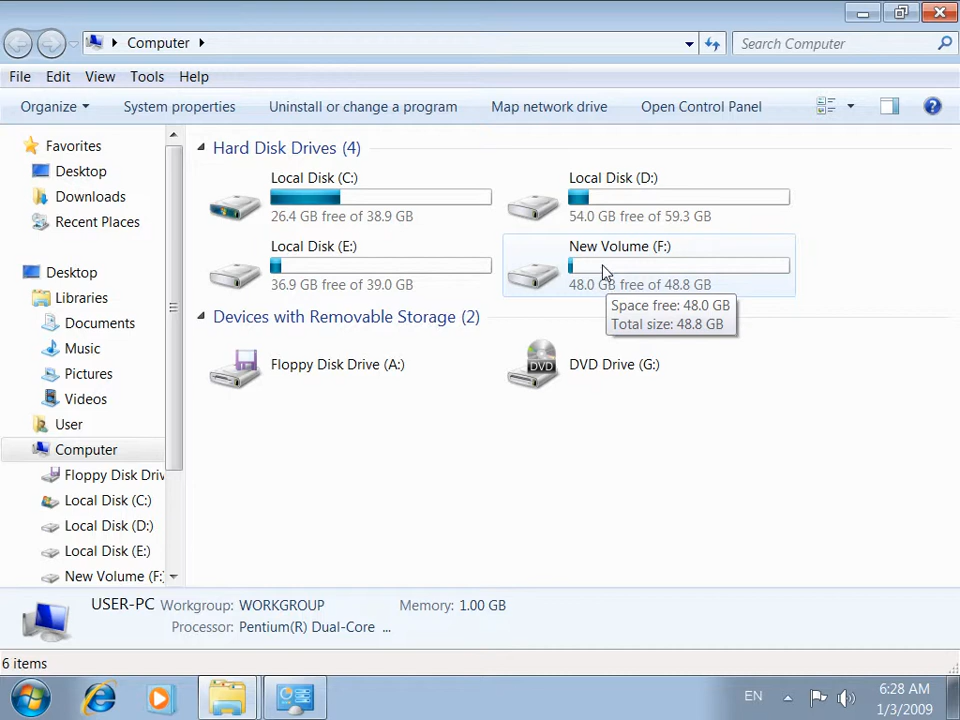 Computer
Search Computer
File Edit View Tools Help
Organize System properties Uninstall or change a program Map network drive Open Control Panel
Favorites
Desktop
Downloads
Recent Places
Desktop
Libraries
Documents
Music
Pictures
Videos
User
Computer
Floppy Disk Driv
Local Disk (C:)
Local Disk (D:)
Local Disk (E:)
New Volume (F:
Hard Disk Drives (4)
Local Disk (C:)
26.4 GB free of 38.9 GB
Local Disk (D:)
54.0 GB free of 59.3 GB
Local Disk (E:)
36.9 GB free of 39.0 GB
New Volume (F:)
48.0 GB free of 48.8 GB
Space free: 48.0 GB
Total size: 48.8 GB
Devices with Removable Storage (2)
Floppy Disk Drive (A:)
DVD
DVD Drive (G:)
USER-PC Workgroup: WORKGROUP Memory: 1.00 GB
Processor: Pentium(R) Dual-Core ...
6 items
EN
6:28 AM
1/3/2009